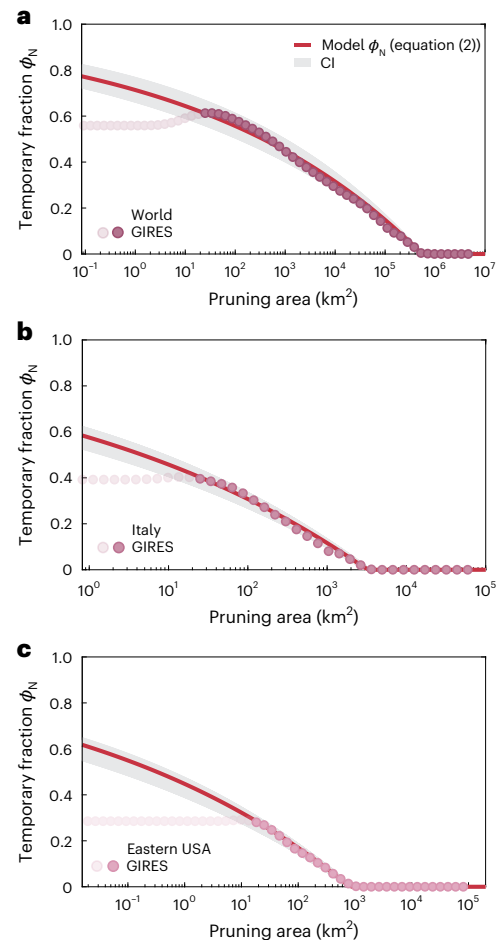 a
1.0
0.8
0.6
0.4
0.2
0
Temporary fraction ϕN
Model ϕN (equation (2))
CI
World
GIRES
10⁻¹ 10⁰ 10¹ 10² 10³ 10⁴ 10⁵ 10⁶ 10⁷
Pruning area (km²)
b
1.0
0.8
0.6
0.4
0.2
0
Temporary fraction ϕN
Italy
GIRES
10⁰ 10¹ 10² 10³ 10⁴ 10⁵
Pruning area (km²)
c
1.0
0.8
0.6
0.4
0.2
0
Temporary fraction ϕN
Eastern USA
GIRES
10⁻¹ 10⁰ 10¹ 10² 10³ 10⁴ 10⁵
Pruning area (km²)